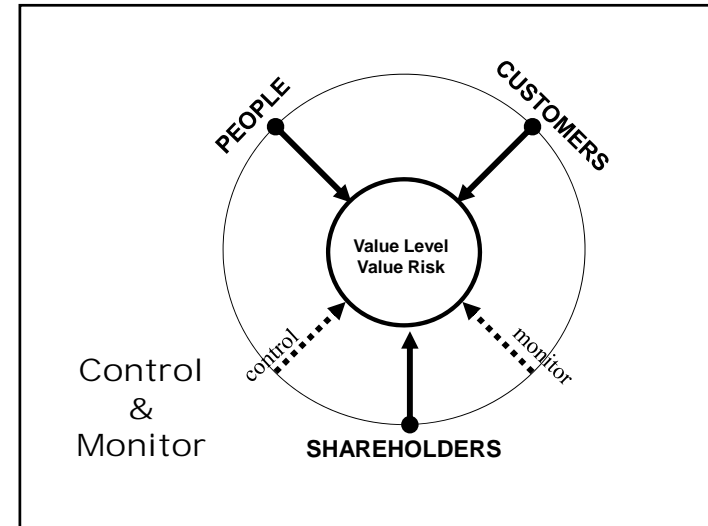 PEOPLE
CUSTOMERS
Value Level
Value Risk
control
monitor
Control
&
Monitor
SHAREHOLDERS